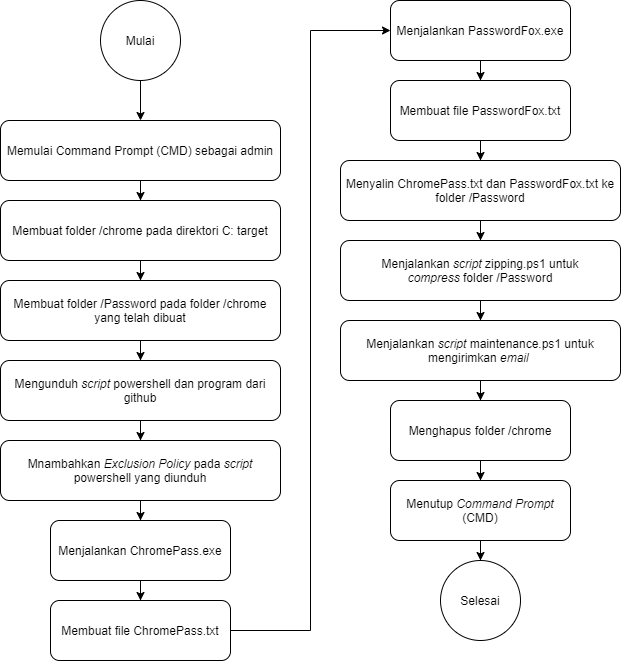 Mulai
Memulai Command Prompt (CMD) sebagai admin
Membuat folder /chrome pada direktori C: target
Membuat folder /Password pada folder /chrome
yang telah dibuat
Mengunduh script powershell dan program dari
github
Mnambahkan Exclusion Policy pada script
powershell yang diunduh
Menjalankan ChromePass.exe
Membuat file ChromePass.txt
Menjalankan PasswordFox.exe
Membuat file PasswordFox.txt
Menyalin ChromePass.txt dan PasswordFox.txt ke
folder /Password
Menjalankan script zipping.ps1 untuk
compress folder /Password
Menjalankan script maintenance.ps1 untuk
mengirimkan email
Menghapus folder /chrome
Menutup Command Prompt
(CMD)
Selesai